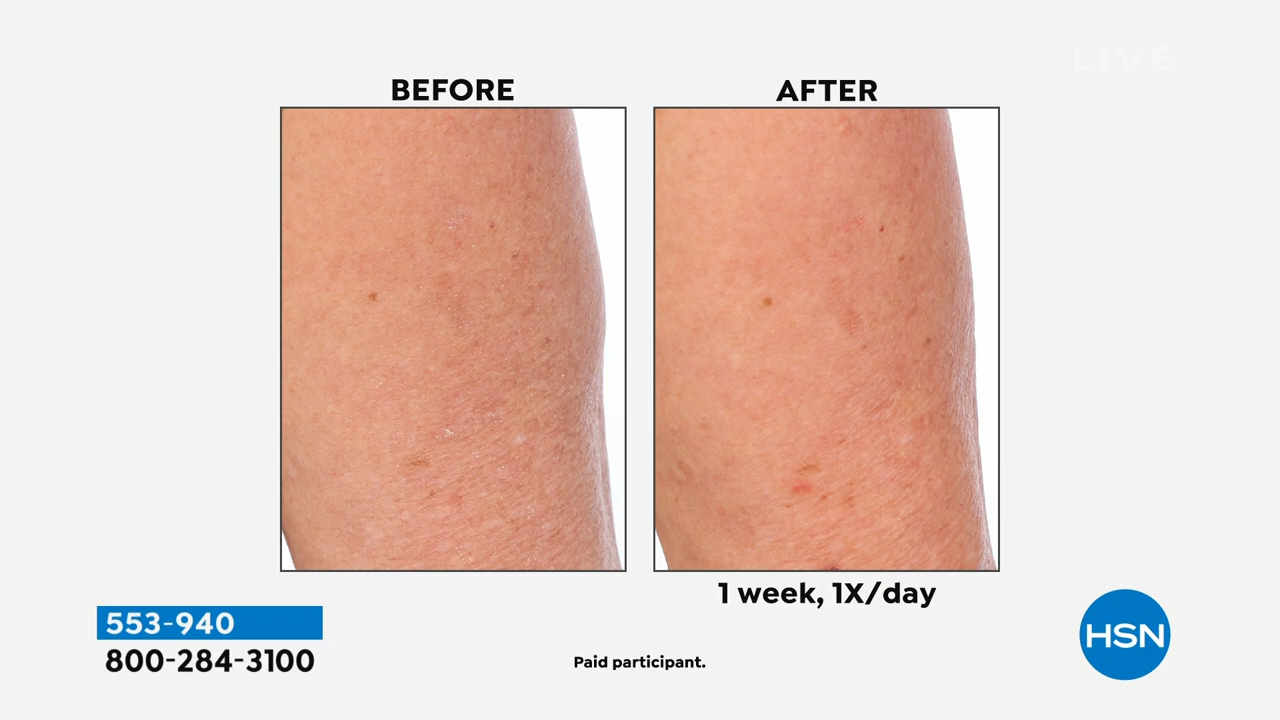 LIVE
BEFORE
AFTER
1 week, 1X/day
553-940
800-284-3100
Paid participant.
HSN